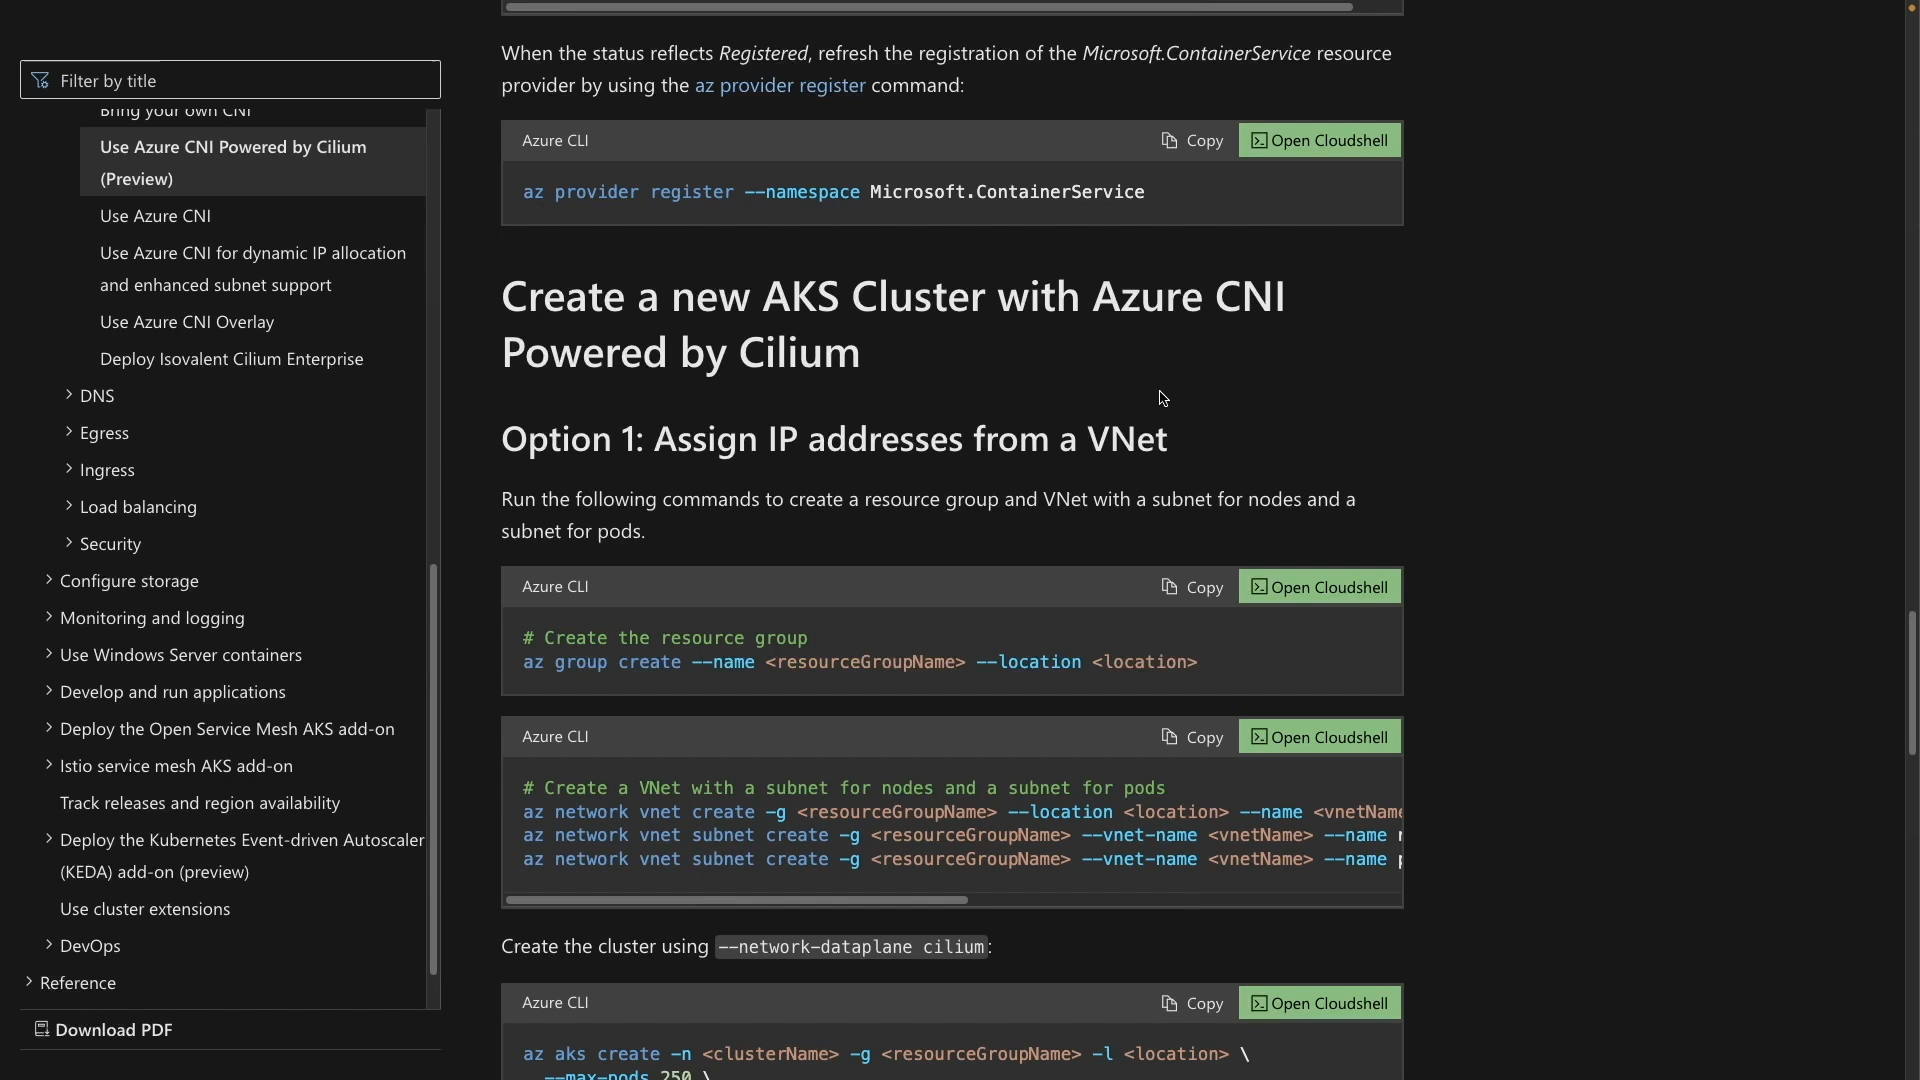 Filter by title
Bring your own CNI
Use Azure CNI Powered by Cilium
(Preview)
Use Azure CNI
Use Azure CNI for dynamic IP allocation
and enhanced subnet support
Use Azure CNI Overlay
Deploy Isovalent Cilium Enterprise
DNS
Egress
Ingress
Load balancing
Security
Configure storage
Monitoring and logging
Use Windows Server containers
Develop and run applications
Deploy the Open Service Mesh AKS add-on
Istio service mesh AKS add-on
Track releases and region availability
Deploy the Kubernetes Event-driven Autoscaler
(KEDA) add-on (preview)
Use cluster extensions
DevOps
Reference
Download PDF
When the status reflects Registered, refresh the registration of the Microsoft.ContainerService resource
provider by using the az provider register command:
Azure CLI Copy Open Cloudshell
az provider register --namespace Microsoft.ContainerService
Create a new AKS Cluster with Azure CNI
Powered by Cilium
Option 1: Assign IP addresses from a VNet
Run the following commands to create a resource group and VNet with a subnet for nodes and a
subnet for pods.
Azure CLI Copy Open Cloudshell
# Create the resource group
az group create --name <resourceGroupName> --location <location>
Azure CLI Copy Open Cloudshell
# Create a VNet with a subnet for nodes and a subnet for pods
az network vnet create -g <resourceGroupName> --location <location> --name <vnetName
az network vnet subnet create -g <resourceGroupName> --vnet-name <vnetName> --name
az network vnet subnet create -g <resourceGroupName> --vnet-name <vnetName> --name
Create the cluster using --network-dataplane cilium:
Azure CLI Copy Open Cloudshell
az aks create -n <clusterName> -g <resourceGroupName> -l <location> \
--max-pods 250 \